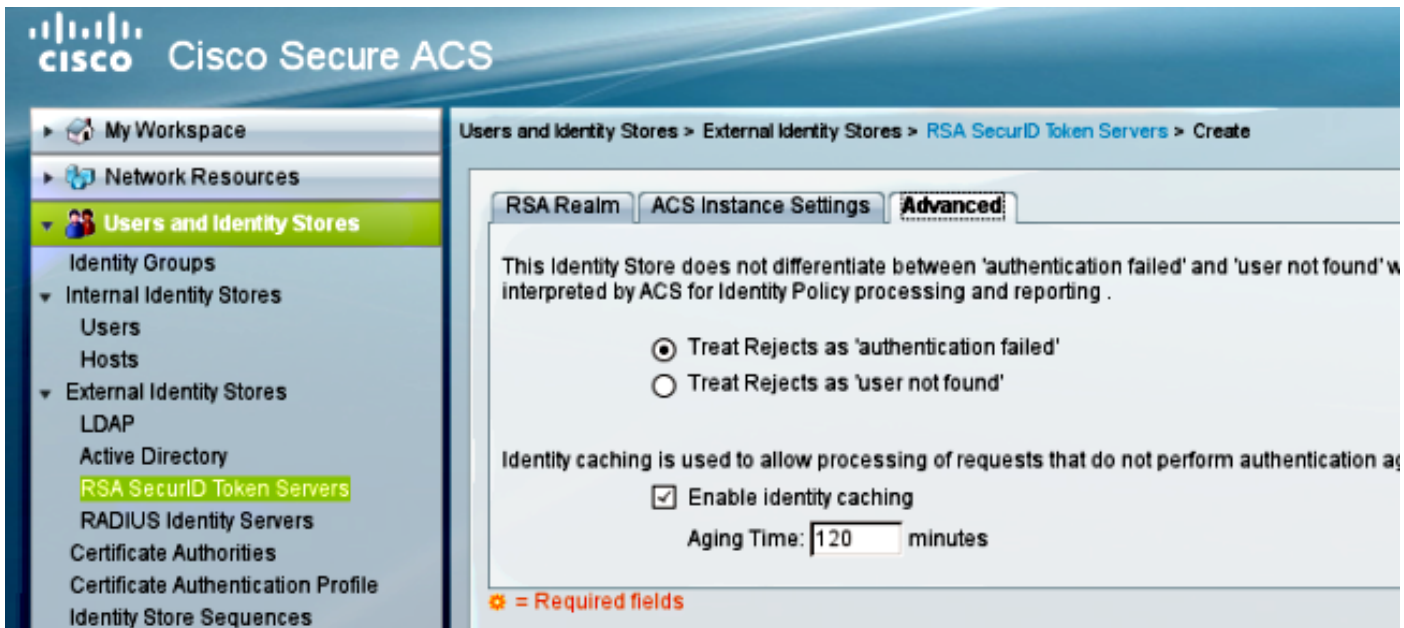 cisco Cisco Secure ACS
My Workspace
Network Resources
Users and Identity Stores
Identity Groups
Internal Identity Stores
Users
Hosts
External Identity Stores
LDAP
Active Directory
RSA SecurID Token Servers
RADIUS Identity Servers
Certificate Authorities
Certificate Authentication Profile
Identity Store Sequences
Users and Identity Stores > External Identity Stores > RSA SecurID Token Servers > Create
RSA Realm ACS Instance Settings Advanced
This Identity Store does not differentiate between 'authentication failed' and 'user not found'
interpreted by ACS for Identity Policy processing and reporting .
Treat Rejects as 'authentication failed'
Treat Rejects as 'user not found'
Identity caching is used to allow processing of requests that do not perform authentication
Enable identity caching
Aging Time: 120 minutes
= Required fields